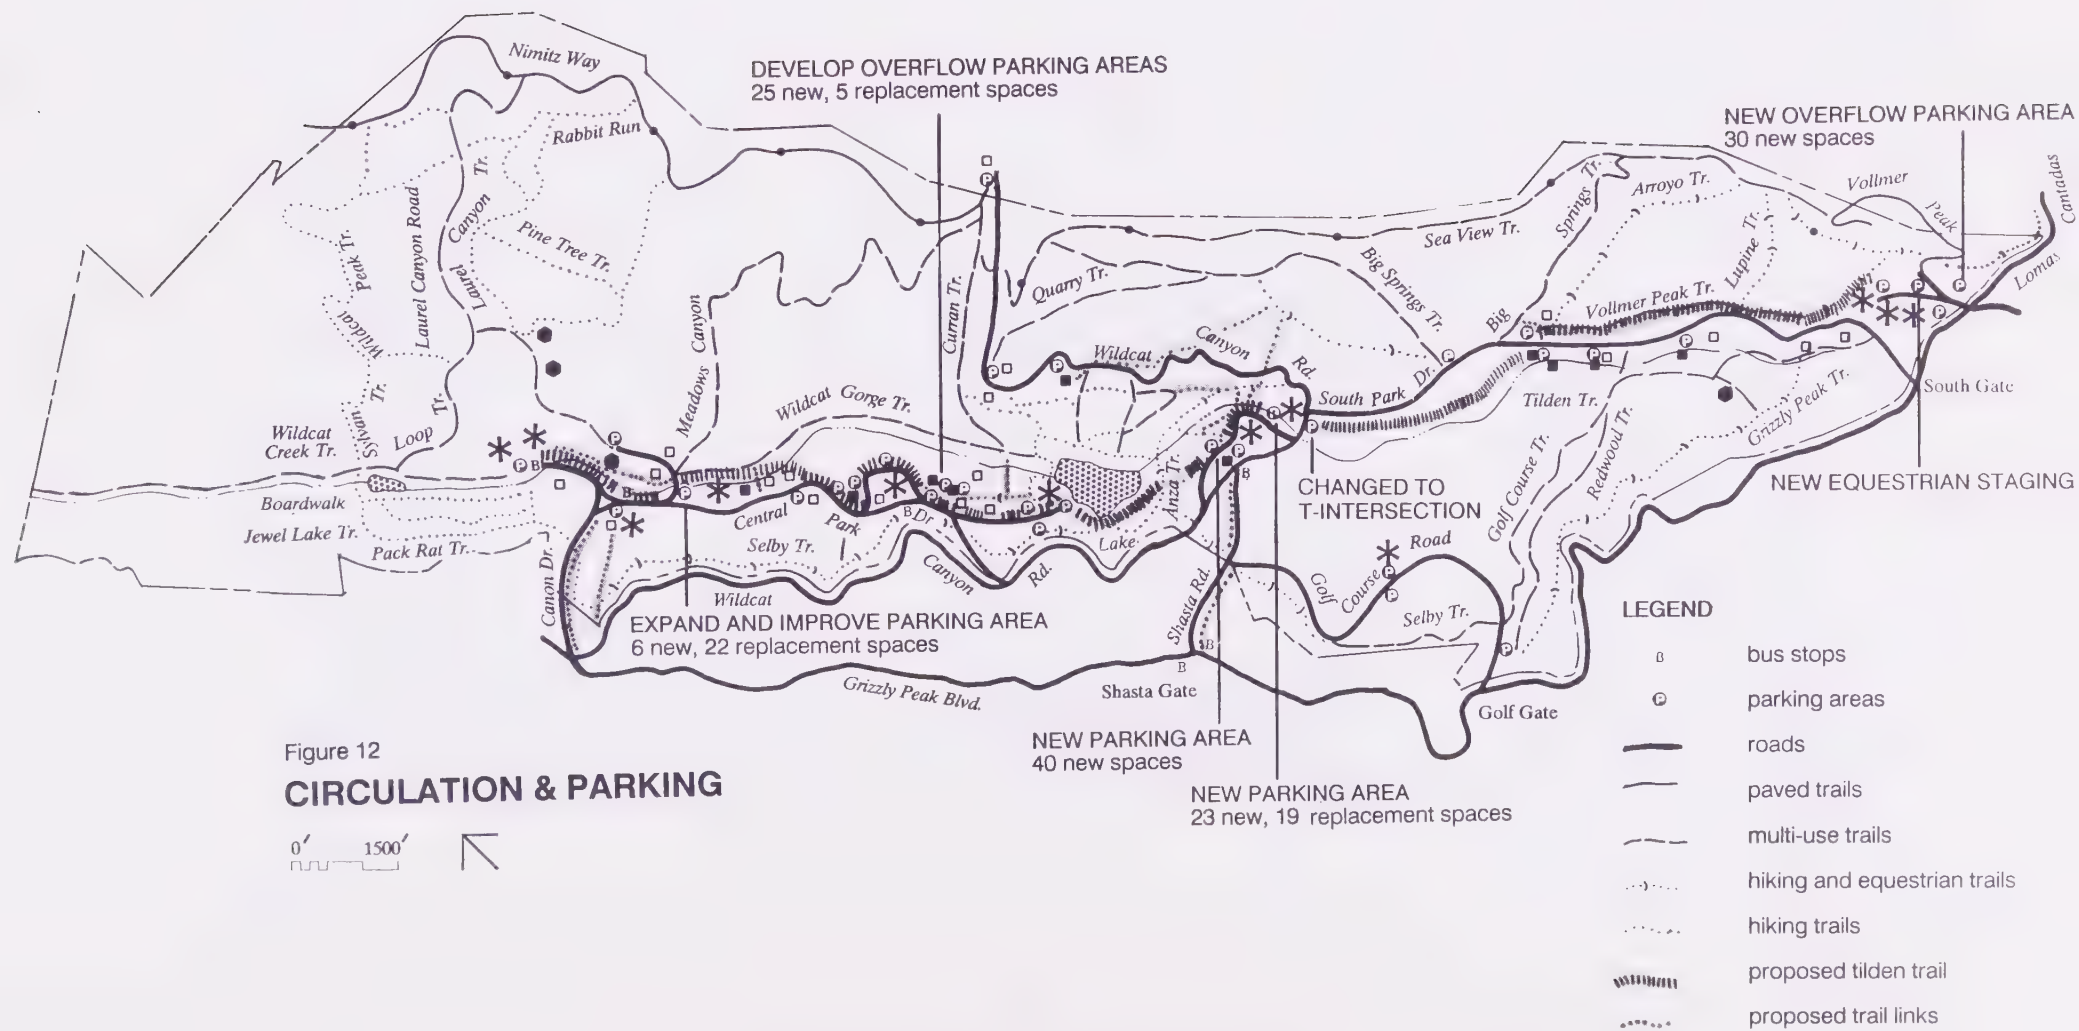 Nimitz Way
DEVELOP OVERFLOW PARKING AREAS
25 new, 5 replacement spaces
NEW OVERFLOW PARKING AREA
30 new spaces
Rabbit Run
Laurel Canyon Road
Laurel Canyon Tr.
Pine Tree Tr.
Wildcat Peak Tr.
Meadows Canyon
Curran Tr.
Quarry Tr.
Sea View Tr.
Big Springs Tr.
Big Springs Tr.
Arroyo Tr.
Lupine Tr.
Vollmer Peak
Lomas Cantadas
Vollmer Peak Tr.
Wildcat Canyon Rd.
South Park Dr.
South Gate
Tilden Tr.
Grizzly Peak Tr.
Golf Course Tr.
Redwood Tr.
Wildcat Gorge Tr.
Sylvan Tr.
Loop Tr.
Wildcat
Creek Tr.
Boardwalk
Jewel Lake Tr.
Pack Rat Tr.
Canon Dr.
Central Park Dr
Selby Tr.
Wildcat Canyon Rd.
Lake
Anza Tr.
CHANGED TO
T-INTERSECTION
NEW EQUESTRIAN STAGING
Golf Course Road
Selby Tr.
Shasta Rd.
EXPAND AND IMPROVE PARKING AREA
6 new, 22 replacement spaces
Grizzly Peak Blvd.
Shasta Gate
Golf Gate
NEW PARKING AREA
40 new spaces
NEW PARKING AREA
23 new, 19 replacement spaces
Figure 12
CIRCULATION & PARKING
0' 1500'
LEGEND
B bus stops
P parking areas
roads
paved trails
multi-use trails
hiking and equestrian trails
hiking trails
proposed tilden trail
proposed trail links